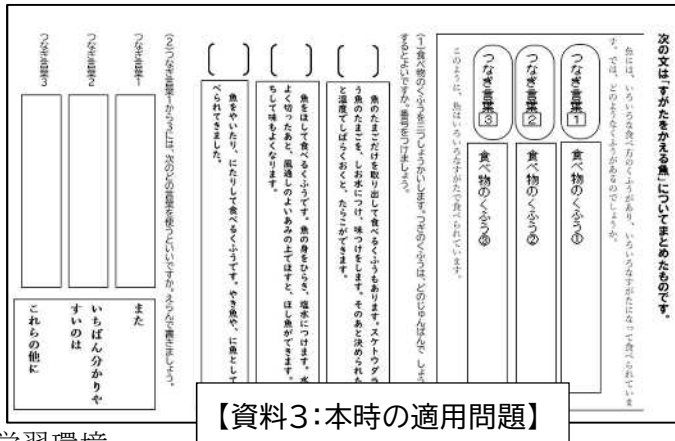 次の文は「すがたをかえる魚」についてまとめたものです。
魚には、いろいろな食べ方のくふうがあり、いろいろなすがたになって食べられていま
す。では、どのようなくふうがあるのでしょうか。
つなぎ言葉1 食べ物のくふう①
つなぎ言葉2 食べ物のくふう②
つなぎ言葉3 食べ物のくふう③
このように、魚はいろいろなすがたで食べられています。
(1)食べ物のくふうを三つしょうかいします。つぎのくふうは、どのじゅんばんで しょう
するとよいですか。番号をつけましょう。
魚のたまごだけを取り出して食べるくふうもあります。スケトウダラ
う魚のたまごを、しお水につけ、味つけをします。そのあと決められた
と温度でしばらくおくと、たらこができます。
魚をほして食べるくふうです。魚の身をひらき、塩水につけます。水
よく切ったあと、風通しのよいあみの上でほすと、ほし魚ができます。
ちして味もよくなります。
魚をやいたり、にたりして食べるくふうです。やき魚や、に魚として
べられてきました。
(2)つなぎ言葉1から3には、次のどの言葉を使うといいですか。えらんで書きましょう。
つなぎ言葉1
つなぎ言葉2
つなぎ言葉3
また
いちばん分かりや
すいのは
これらの他に
【資料3:本時の適用問題】
学習環境